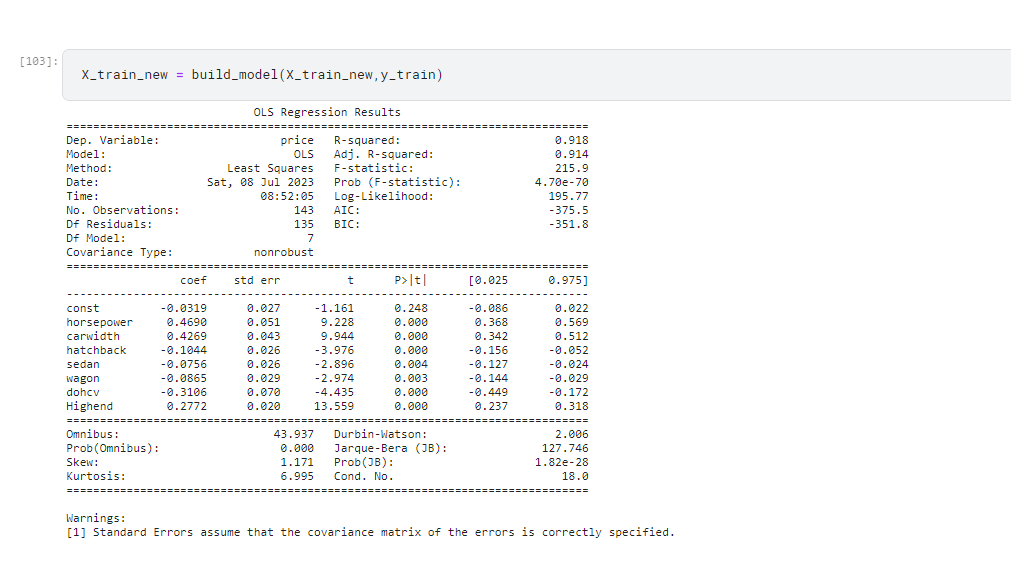 [103]:
X_train_new = build_model(X_train_new,y_train)
OLS Regression Results
==============================================================================
Dep. Variable: price R-squared: 0.918
Model: OLS Adj. R-squared: 0.914
Method: Least Squares F-statistic: 215.9
Date: Sat, 08 Jul 2023 Prob (F-statistic): 4.70e-70
Time: 08:52:05 Log-Likelihood: 195.77
No. Observations: 143 AIC: -375.5
Df Residuals: 135 BIC: -351.8
Df Model: 7
Covariance Type: nonrobust
==============================================================================
coef std err t P>|t| [0.025 0.975]
------------------------------------------------------------------------------
const -0.0319 0.027 -1.161 0.248 -0.086 0.022
horsepower 0.4690 0.051 9.228 0.000 0.368 0.569
carwidth 0.4269 0.043 9.944 0.000 0.342 0.512
hatchback -0.1044 0.026 -3.976 0.000 -0.156 -0.052
sedan -0.0756 0.026 -2.896 0.004 -0.127 -0.024
wagon -0.0865 0.029 -2.974 0.003 -0.144 -0.029
dohcv -0.3106 0.070 -4.435 0.000 -0.449 -0.172
Highend 0.2772 0.020 13.559 0.000 0.237 0.318
==============================================================================
Omnibus: 43.937 Durbin-Watson: 2.006
Prob(Omnibus): 0.000 Jarque-Bera (JB): 127.746
Skew: 1.171 Prob(JB): 1.82e-28
Kurtosis: 6.995 Cond. No. 18.0
==============================================================================
Warnings:
[1] Standard Errors assume that the covariance matrix of the errors is correctly specified.